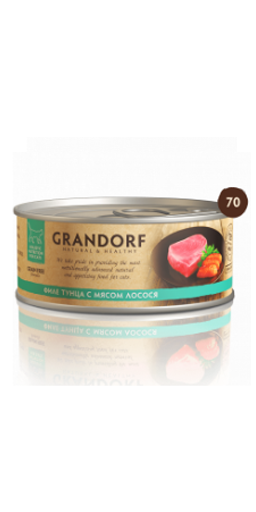 70
GRANDORF
NATURAL & HEALTHY
We take pride in providing the most
nutritionally advanced natural
and appetizing food for cats.
ФИЛЕ ТУНЦА С МЯСОМ ЛОСОСЯ